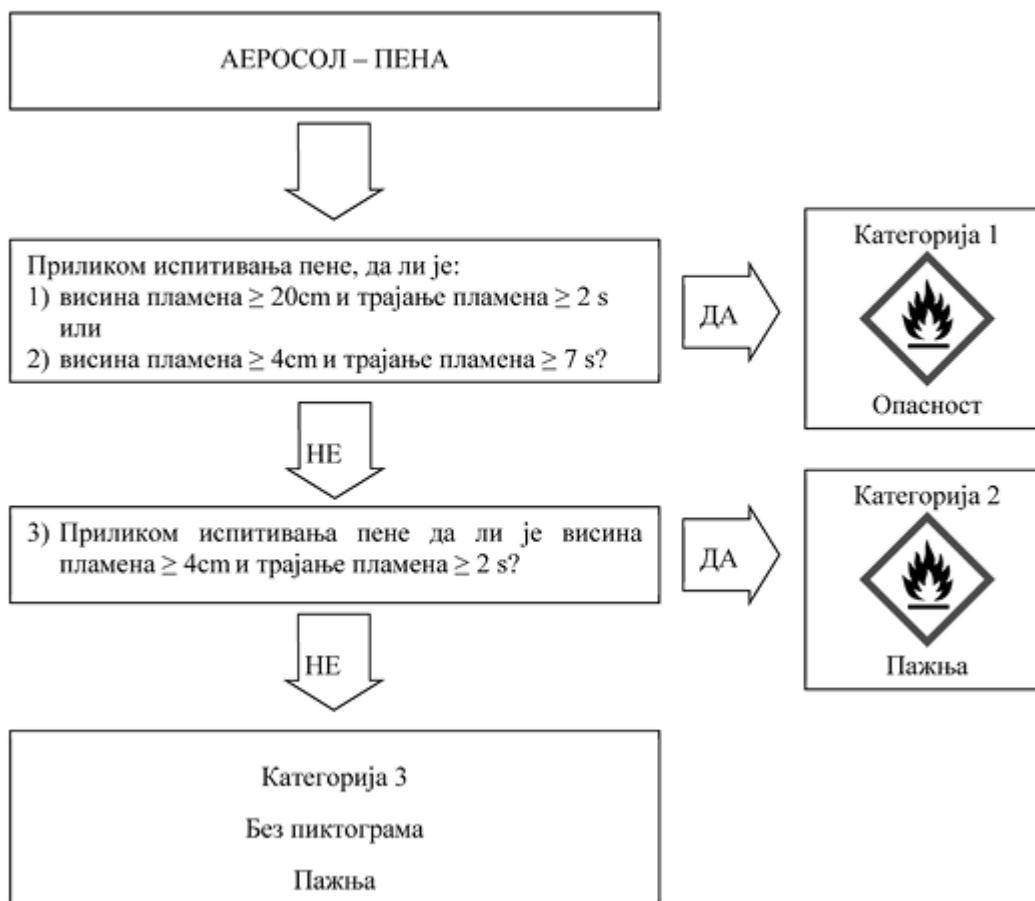 АЕРОСОЛ – ПЕНА
Приликом испитивања пене, да ли је:
1) висина пламена ≥ 20cm и трајање пламена ≥ 2 s
или
2) висина пламена ≥ 4cm и трајање пламена ≥ 7 s?
ДА
Категорија 1
Опасност
НЕ
3) Приликом испитивања пене да ли је висина
пламена ≥ 4cm и трајање пламена ≥ 2 s?
ДА
Категорија 2
Пажња
НЕ
Категорија 3
Без пиктограма
Пажња